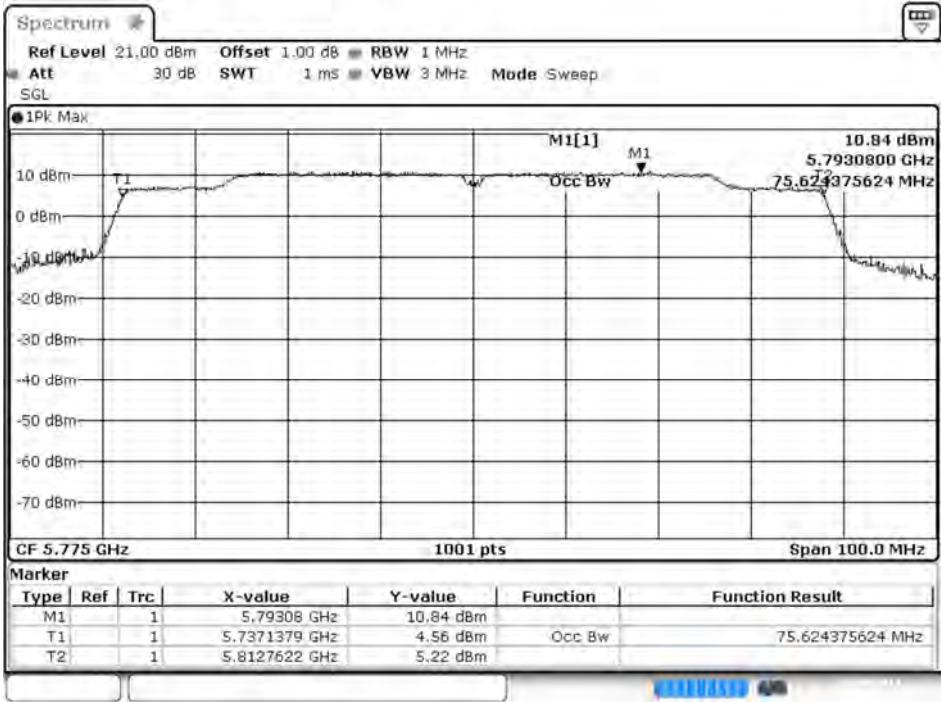 Spectrum
Ref Level 21.00 dBm Offset 1.00 dB RBW 1 MHz
Att 30 dB SWT 1 ms VBW 3 MHz Mode Sweep
SGL
1Pk Max
M1[1] 10.84 dBm
M1 5.7930800 GHz
10 dBm T1 Occ Bw T2 75.624375624 MHz
0 dBm
-10 dBm
-20 dBm
-30 dBm
-40 dBm
-50 dBm
-60 dBm
-70 dBm
CF 5.775 GHz 1001 pts Span 100.0 MHz
Marker
Type Ref Trc X-value Y-value Function Function Result
M1 1 5.79308 GHz 10.84 dBm
T1 1 5.7371379 GHz 4.56 dBm Occ Bw 75.624375624 MHz
T2 1 5.8127622 GHz 5.22 dBm